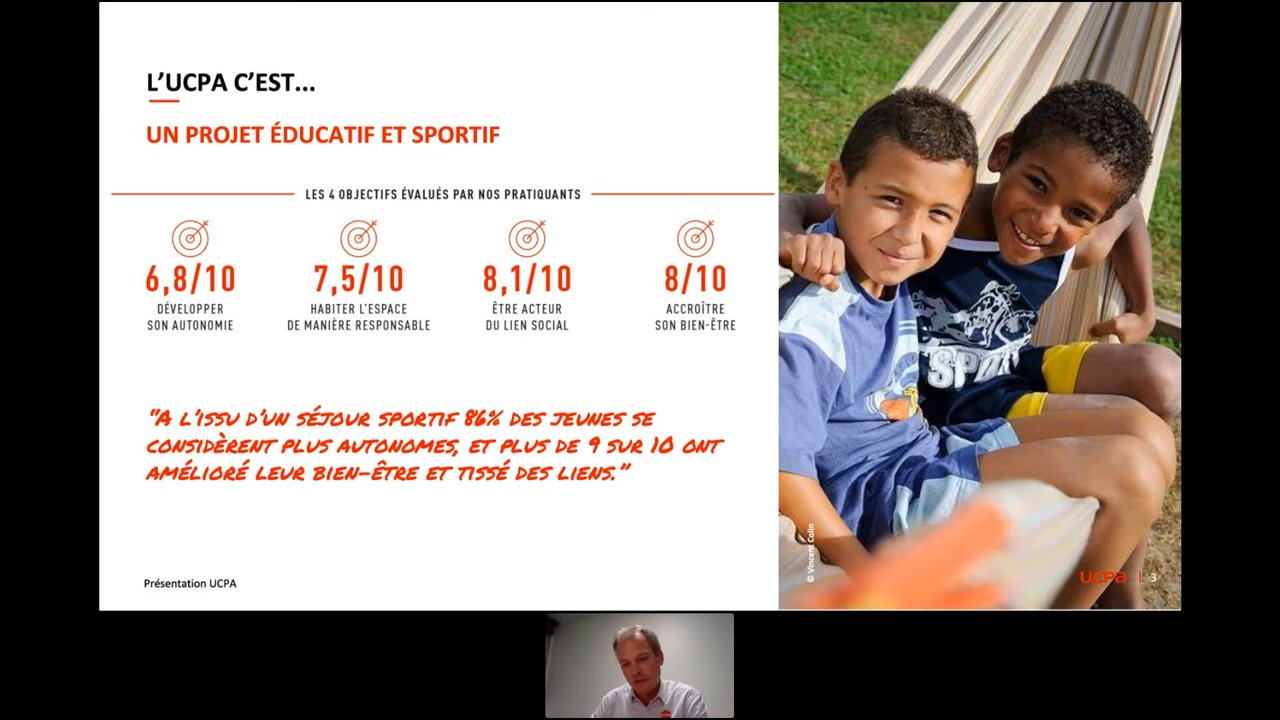 L'UCPA C'EST...
UN PROJET ÉDUCATIF ET SPORTIF
LES 4 OBJECTIFS ÉVALUÉS PAR NOS PRATIQUANTS
6,8/10
DÉVELOPPER
SON AUTONOMIE
7,5/10
HABITER L'ESPACE
DE MANIÈRE RESPONSABLE
8,1/10
ÊTRE ACTEUR
DU LIEN SOCIAL
8/10
ACCROÎTRE
SON BIEN-ÊTRE
"A L'ISSU D'UN SÉJOUR SPORTIF 86% DES JEUNES SE
CONSIDÈRENT PLUS AUTONOMES, ET PLUS DE 9 SUR 10 ONT
AMÉLIORÉ LEUR BIEN-ÊTRE ET TISSÉ DES LIENS."
Présentation UCPA
© Vincent Colin
UCPA | 3